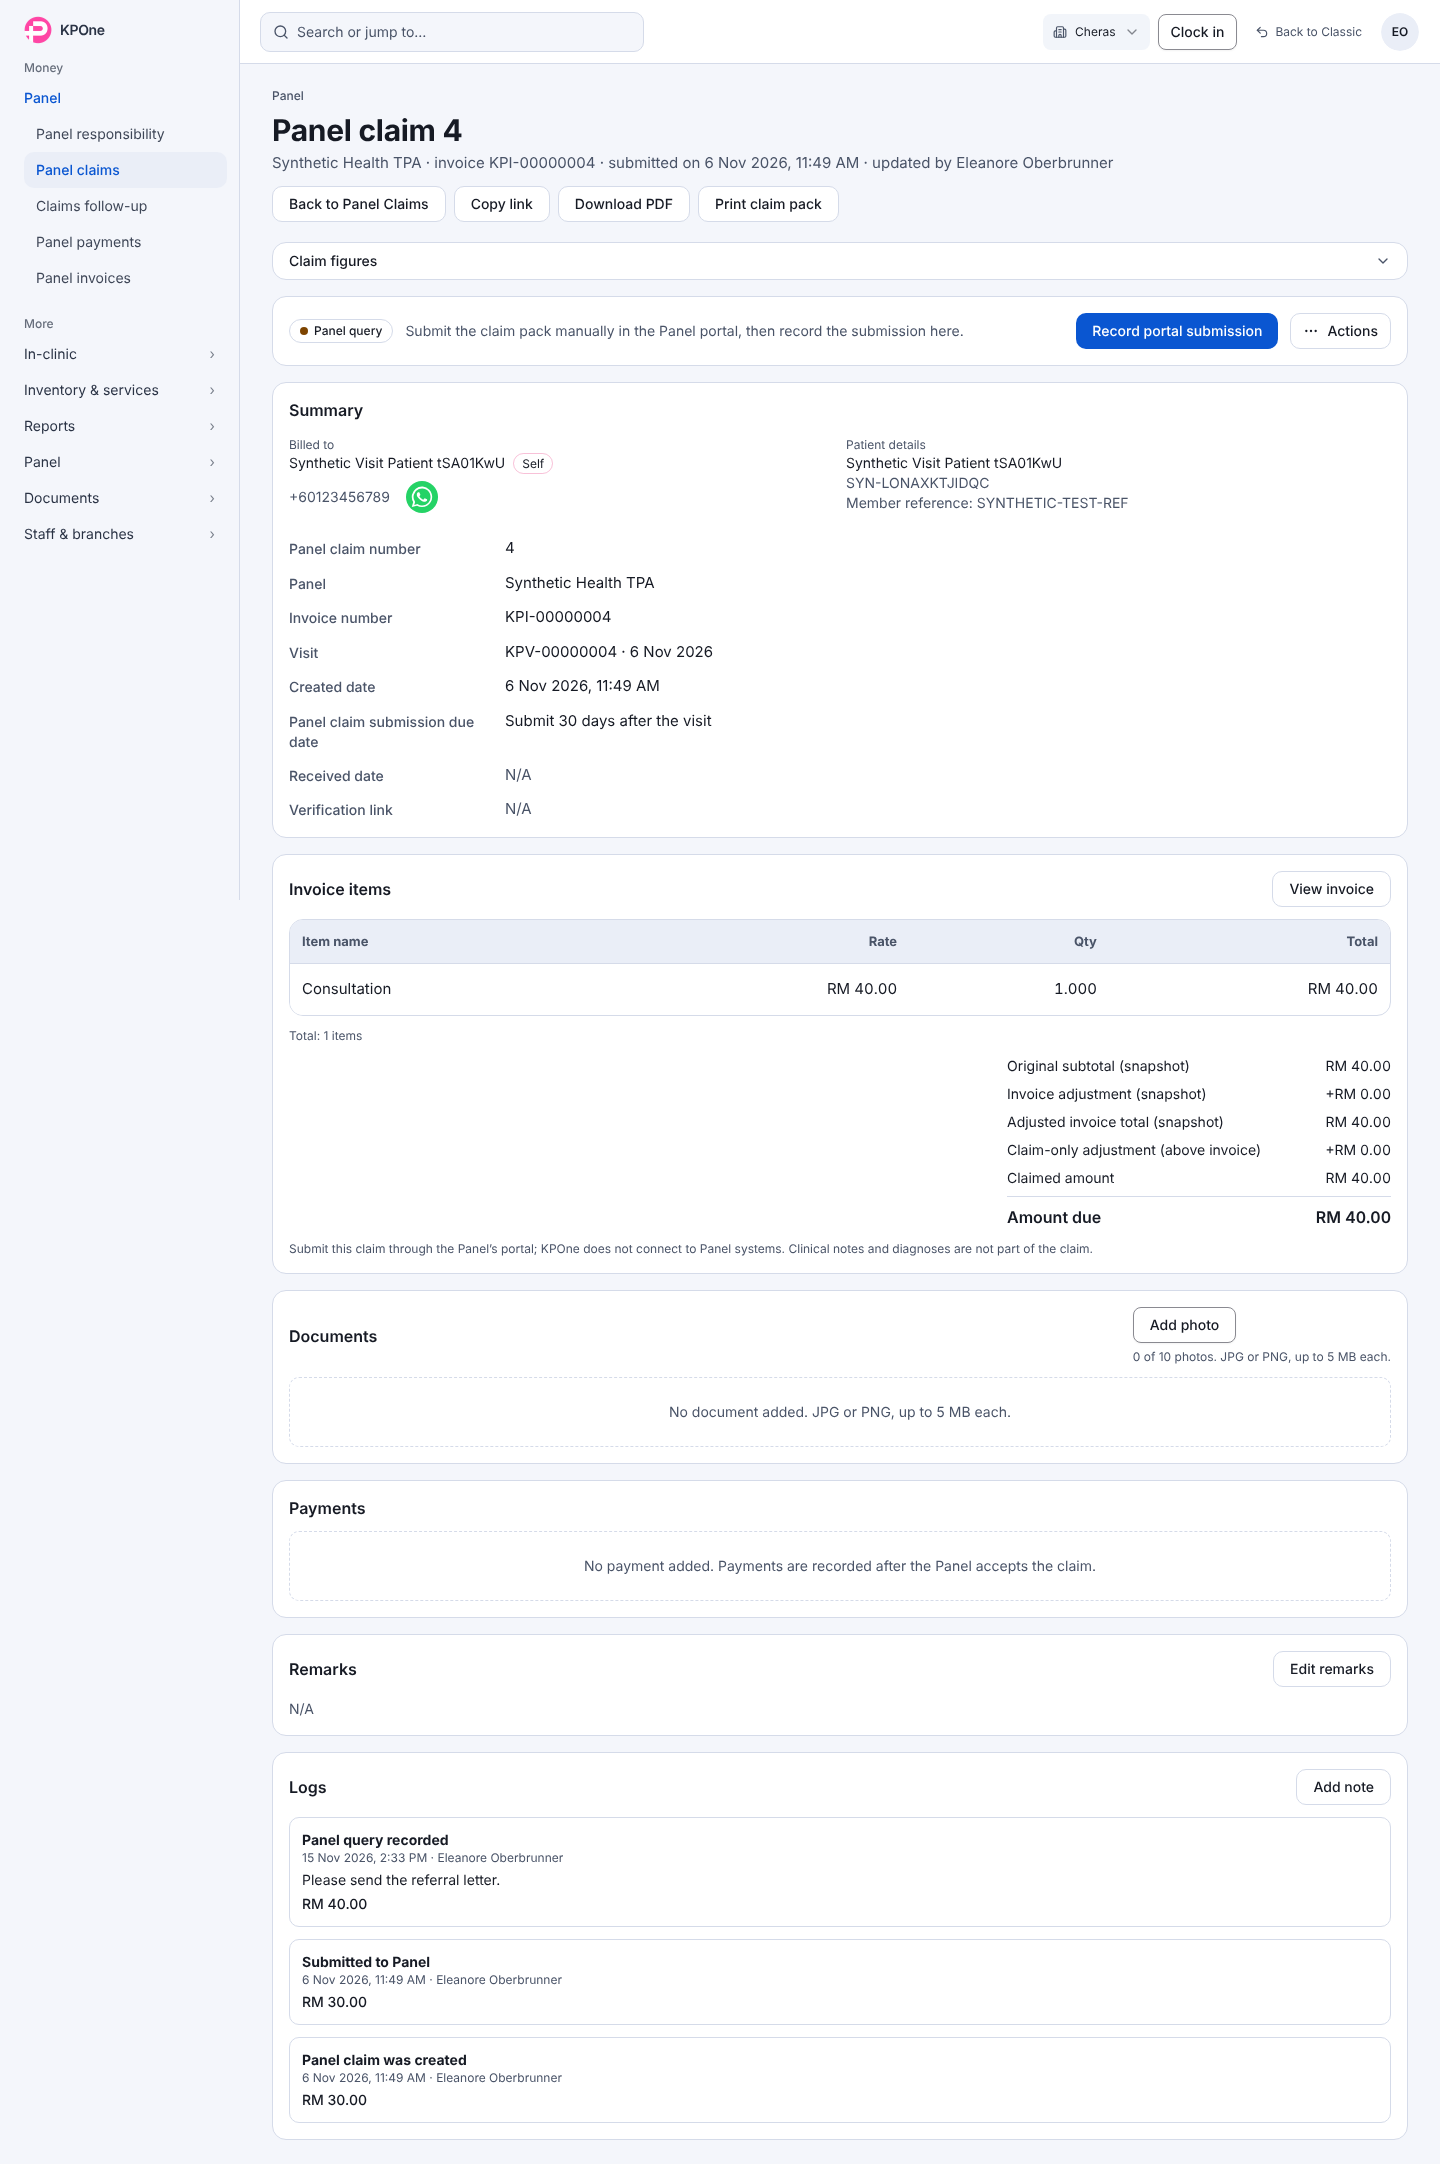 KPOne
Money
Panel
Panel responsibility
Panel claims
Claims follow-up
Panel payments
Panel invoices
More
In-clinic
Inventory & services
Reports
Panel
Documents
Staff & branches
Search or jump to...
Cheras
Clock in
Back to Classic
EO
Panel
Panel claim 4
Synthetic Health TPA · invoice KPI-00000004 · submitted on 6 Nov 2026, 11:49 AM · updated by Eleanore Oberbrunner
Back to Panel Claims
Copy link
Download PDF
Print claim pack
Claim figures
Panel query
Submit the claim pack manually in the Panel portal, then record the submission here.
Record portal submission
Actions
Summary
Billed to
Synthetic Visit Patient tSA01KwU Self
+60123456789
Patient details
Synthetic Visit Patient tSA01KwU
SYN-LONAXKTJIDQC
Member reference: SYNTHETIC-TEST-REF
Panel claim number 4
Panel Synthetic Health TPA
Invoice number KPI-00000004
Visit KPV-00000004 · 6 Nov 2026
Created date 6 Nov 2026, 11:49 AM
Panel claim submission due date Submit 30 days after the visit
Received date N/A
Verification link N/A
Invoice items
View invoice
Item name Rate Qty Total
Consultation RM 40.00 1.000 RM 40.00
Total: 1 items
Original subtotal (snapshot) RM 40.00
Invoice adjustment (snapshot) +RM 0.00
Adjusted invoice total (snapshot) RM 40.00
Claim-only adjustment (above invoice) +RM 0.00
Claimed amount RM 40.00
Amount due RM 40.00
Submit this claim through the Panel's portal; KPOne does not connect to Panel systems. Clinical notes and diagnoses are not part of the claim.
Documents
Add photo
0 of 10 photos. JPG or PNG, up to 5 MB each.
No document added. JPG or PNG, up to 5 MB each.
Payments
No payment added. Payments are recorded after the Panel accepts the claim.
Remarks
Edit remarks
N/A
Logs
Add note
Panel query recorded
15 Nov 2026, 2:33 PM · Eleanore Oberbrunner
Please send the referral letter.
RM 40.00
Submitted to Panel
6 Nov 2026, 11:49 AM · Eleanore Oberbrunner
RM 30.00
Panel claim was created
6 Nov 2026, 11:49 AM · Eleanore Oberbrunner
RM 30.00